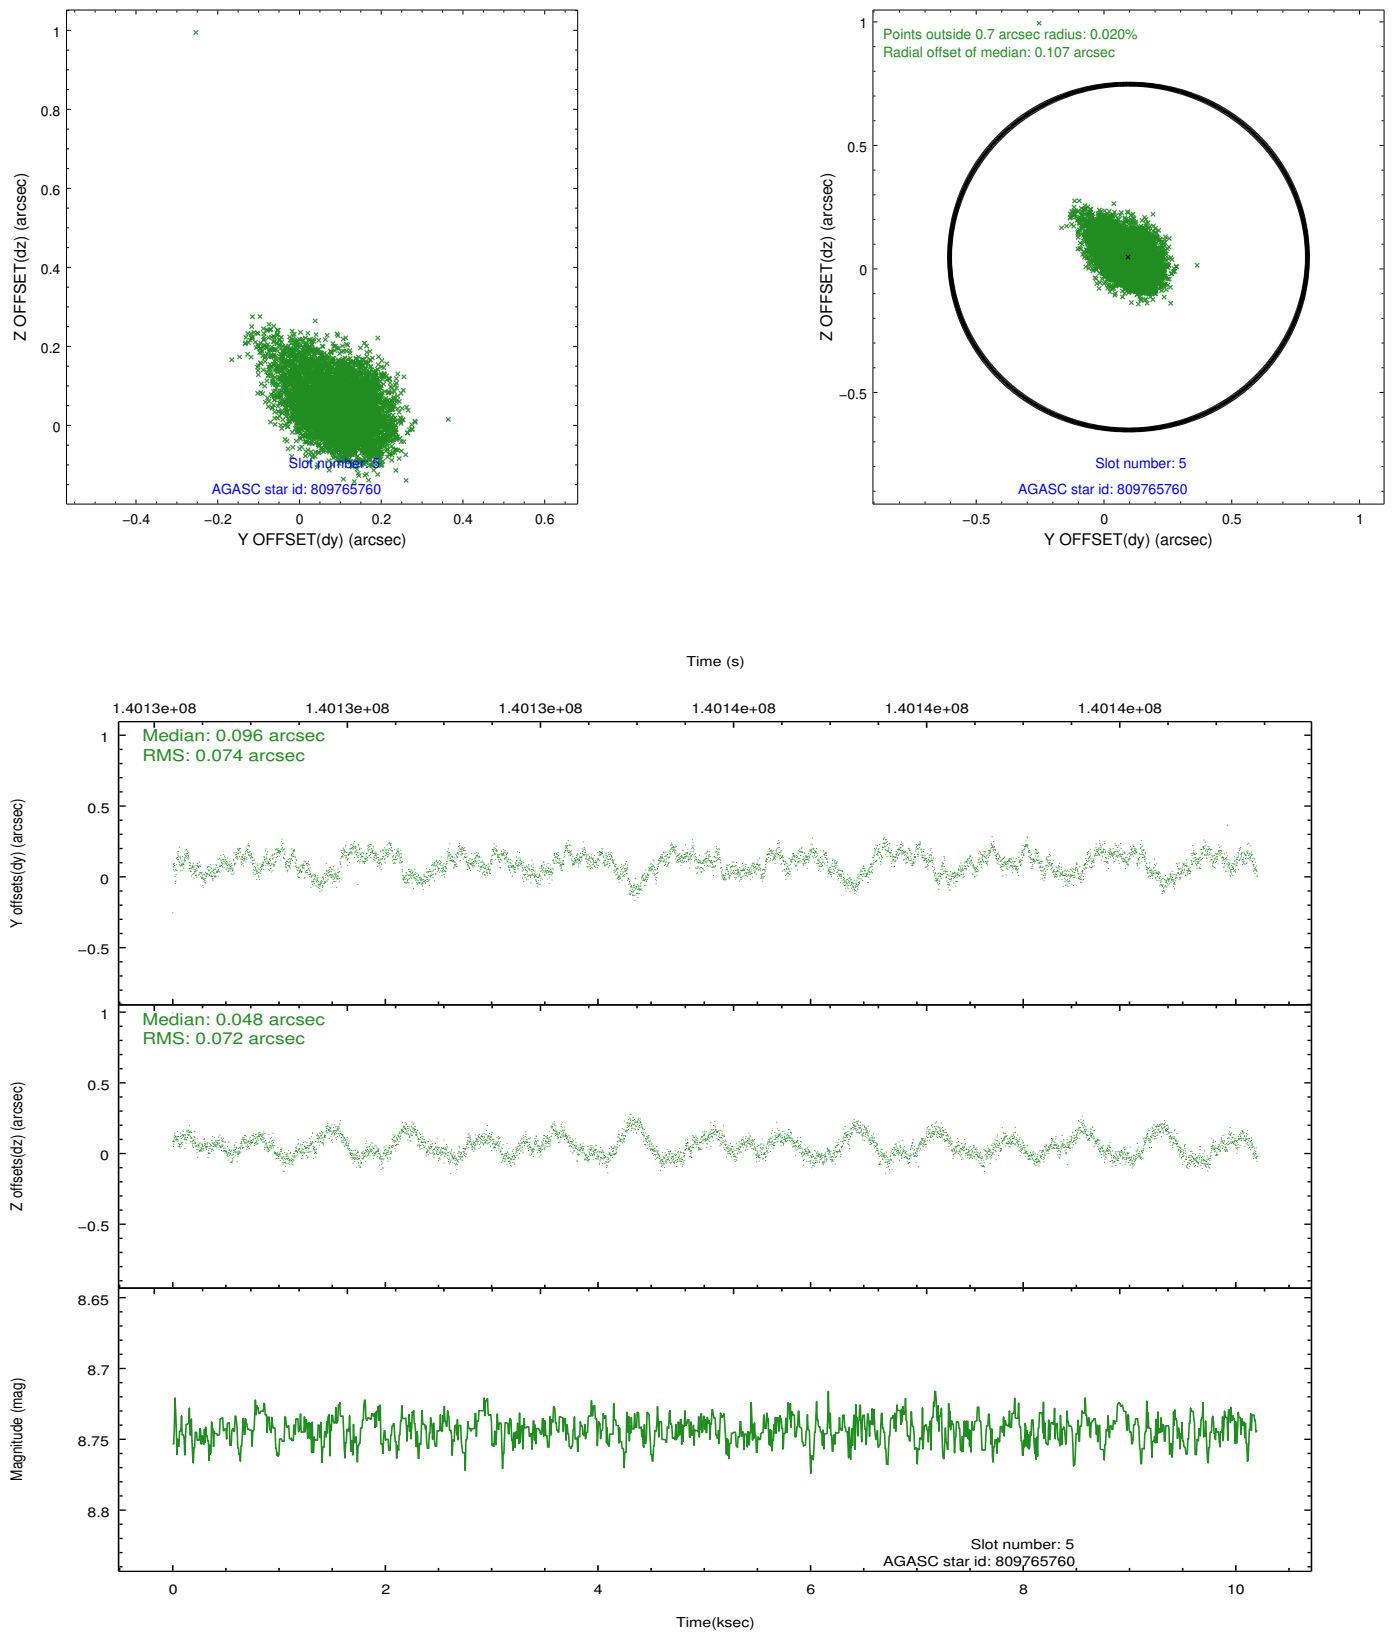 1
0.8
0.6
0.4
0.2
0
Z OFFSET(dz) (arcsec)
Slot number: 5
AGASC star id: 809765760
−0.4 −0.2 0 0.2 0.4 0.6
Y OFFSET(dy) (arcsec)
Points outside 0.7 arcsec radius: 0.020%
Radial offset of median: 0.107 arcsec
1
0.5
0
−0.5
Z OFFSET(dz) (arcsec)
Slot number: 5
AGASC star id: 809765760
−0.5 0 0.5 1
Y OFFSET(dy) (arcsec)
Time (s)
1.4013e+08 1.4013e+08 1.4013e+08 1.4014e+08 1.4014e+08 1.4014e+08
Median: 0.096 arcsec
RMS: 0.074 arcsec
1
0.5
0
−0.5
Y offsets(dy) (arcsec)
Median: 0.048 arcsec
RMS: 0.072 arcsec
1
0.5
0
−0.5
Z offsets(dz) (arcsec)
8.65
8.7
8.75
8.8
Magnitude (mag)
Slot number: 5
AGASC star id: 809765760
0 2 4 6 8 10
Time(ksec)